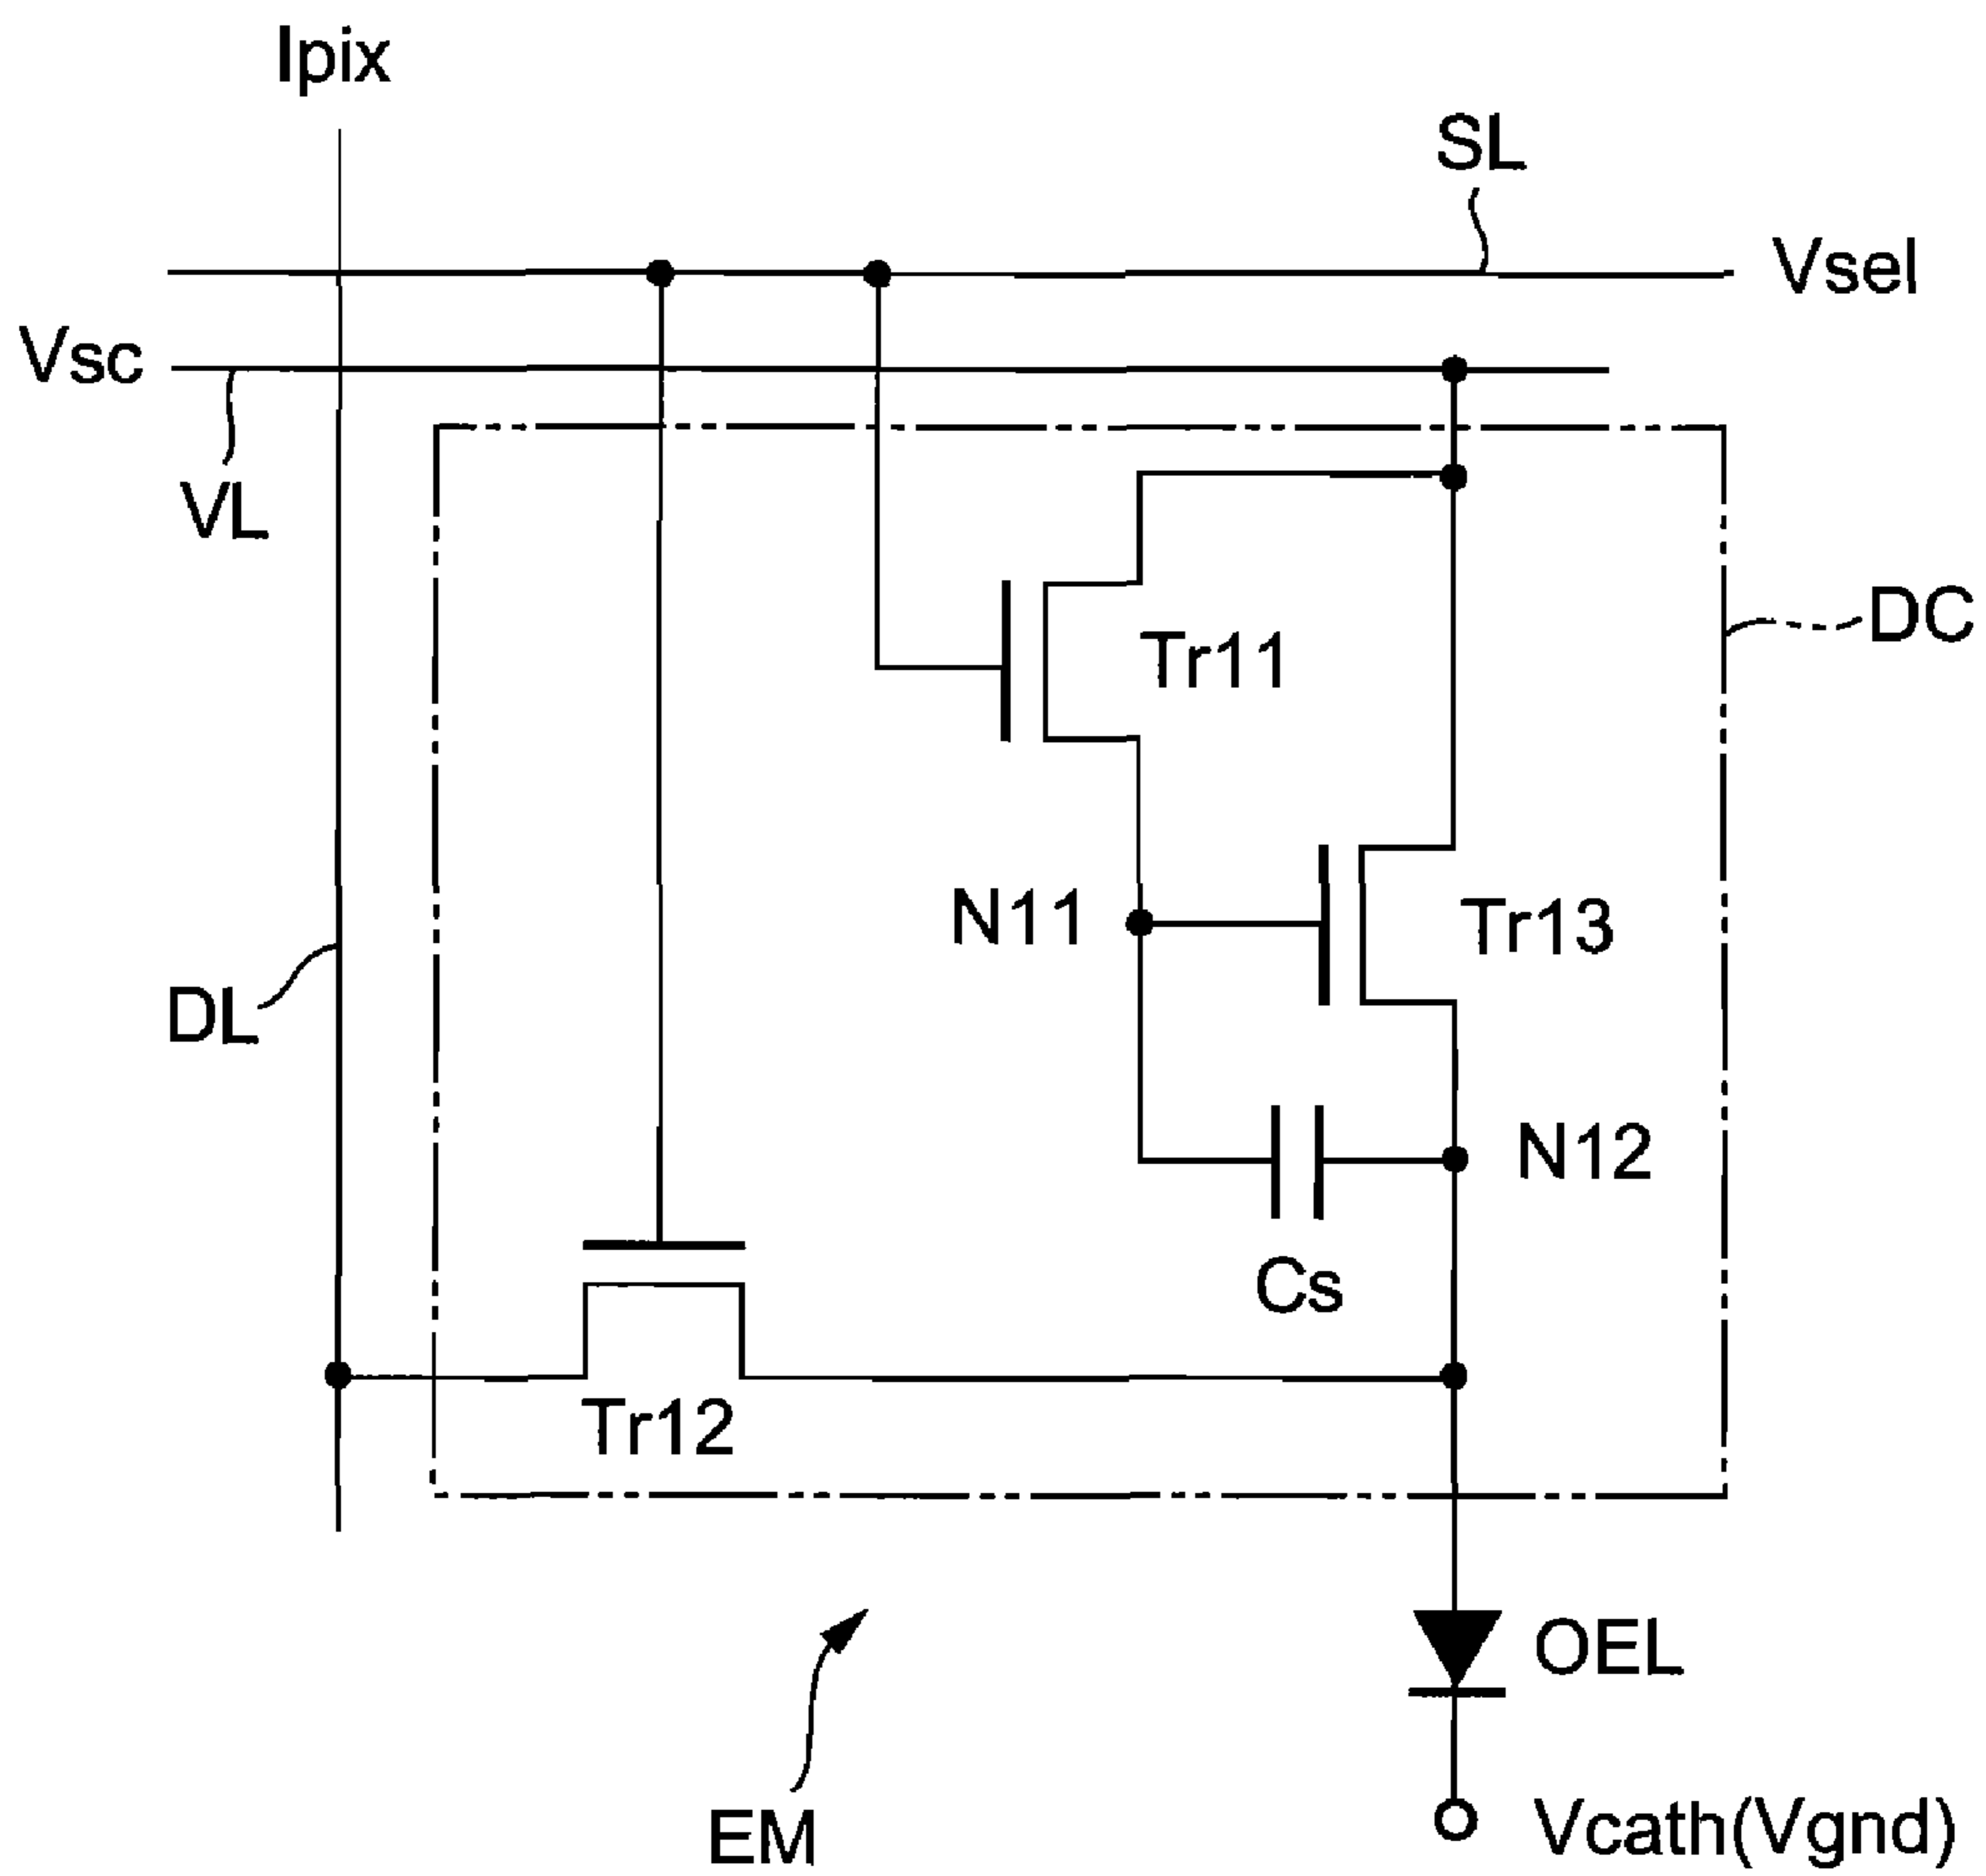 Ipix
SL
Vsel
Vsc
VL
DC
Tr11
N11
Tr13
DL
N12
Cs
Tr12
OEL
EM
Vcath(Vgnd)